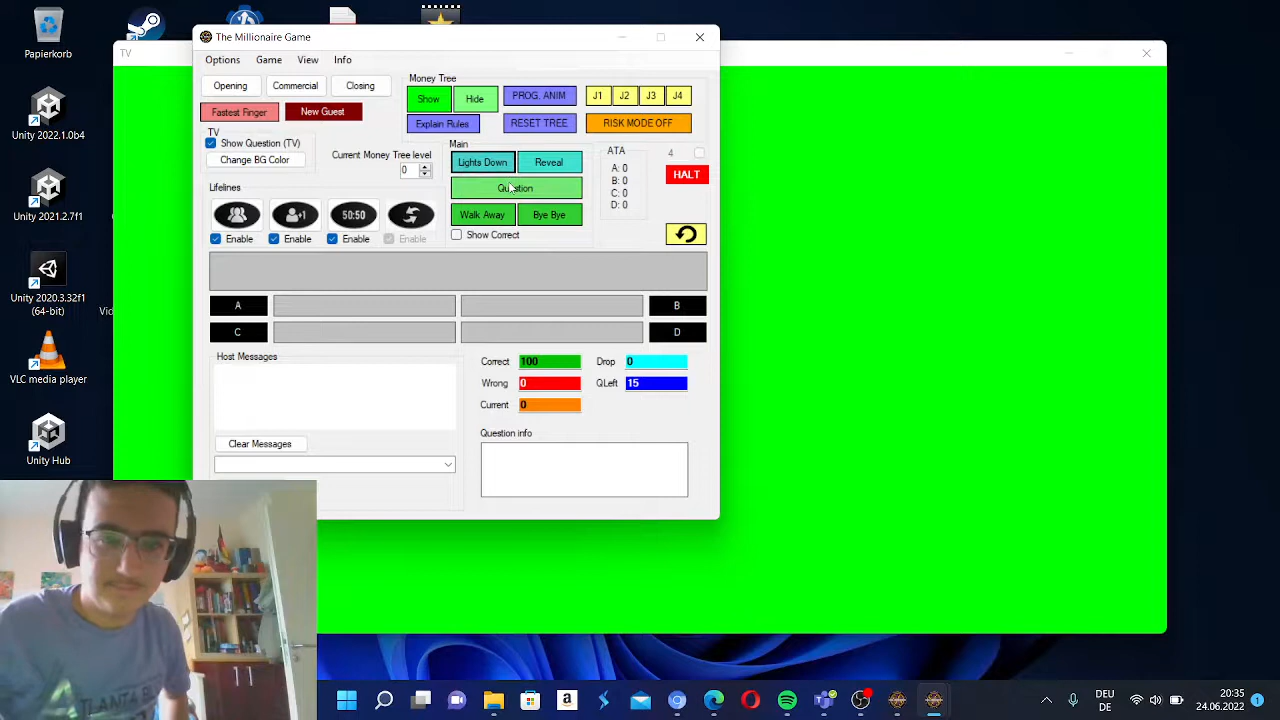 The Millionaire Game
TV
Options Game View Info
Opening Commercial Closing
Money Tree
Show Hide PROG. ANIM J1 J2 J3 J4
Fastest Finger New Guest
Explain Rules RESET TREE RISK MODE OFF
TV
Show Question (TV)
Change BG Color
Current Money Tree level
0
Main
Lights Down Reveal
Question
Walk Away Bye Bye
Show Correct
ATA
A: 0
B: 0
C: 0
D: 0
4
HALT
Lifelines
+1 50:50
Enable Enable Enable Enable
A B
C D
Host Messages
Clear Messages
Correct 100 Drop 0
Wrong 0 Q.Left 15
Current 0
Question info
Papierkorb
Unity 2022.1.0b4
Unity 2021.2.7f1
Unity 2020.3.32f1
(64-bit)
VLC media player
Unity Hub
DEU
DE
20:35
24.06.2022
1